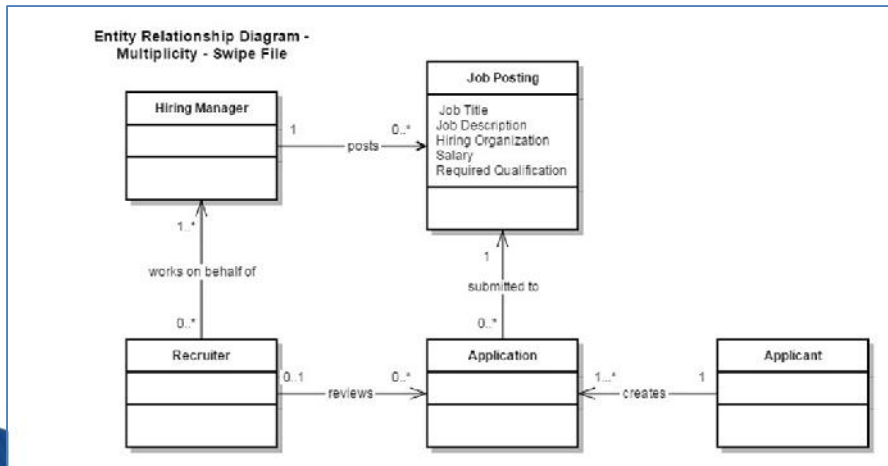 Entity Relationship Diagram -
Multiplicity - Swipe File
Job Posting
Job Title
Job Description
Hiring Organization
Salary
Required Qualification
Hiring Manager
1
0..*
posts
1..*
works on behalf of
0..*
1
submitted to
0..*
Recruiter
0..1
0..*
reviews
Application
1...*
1
creates
Applicant